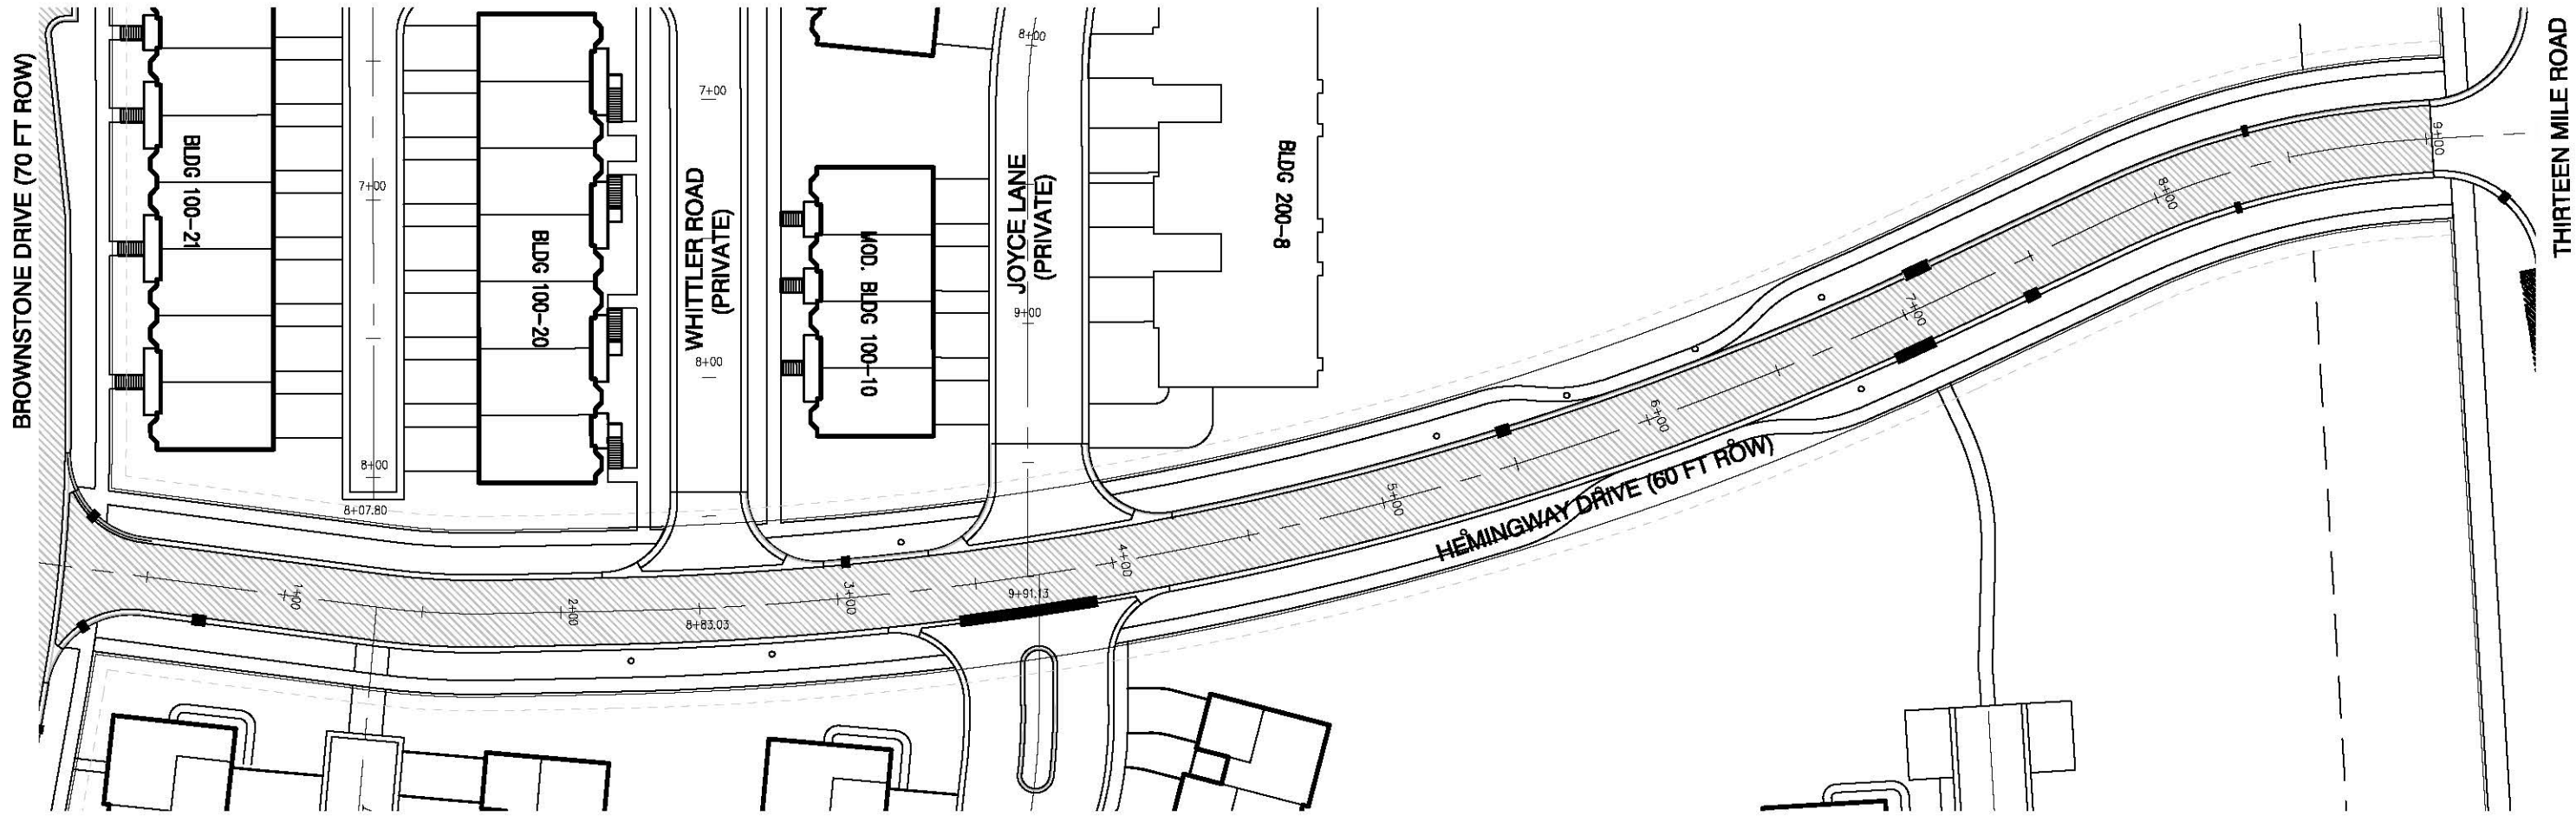 BROWNSTONE DRIVE (70 FT ROW)
BLDG 100-21
7+00
8+00
8+07.80
BLDG 100-20
WHITTLER ROAD
(PRIVATE)
7+00
8+00
MOD. BLDG 100-10
JOYCE LANE
(PRIVATE)
8+00
9+00
BLDG 200-8
THIRTEEN MILE ROAD
1+00
2+00
8+83.03
3+00
9+91.13
4+00
5+00
6+00
7+00
8+00
9+00
HEMINGWAY DRIVE (60 FT ROW)